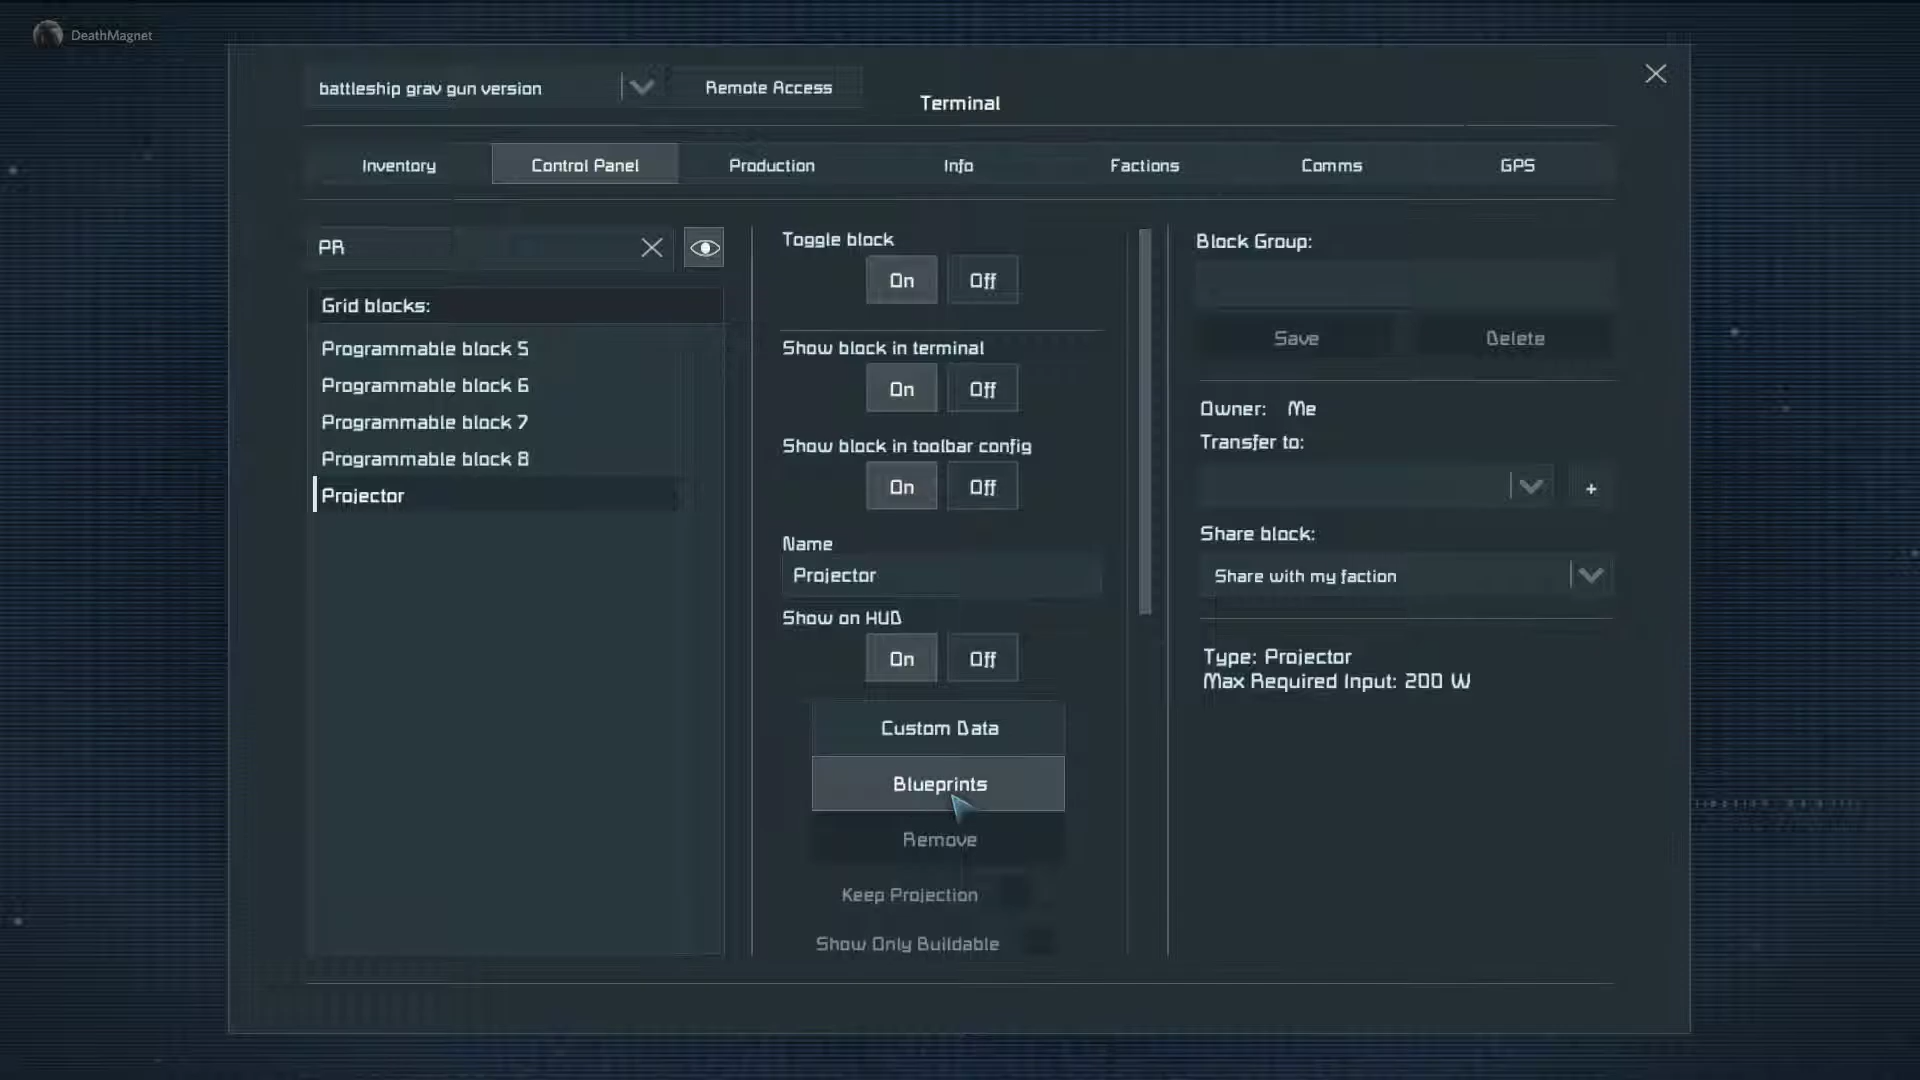 DeathMagnet
battleship grav gun version
Remote Access
Terminal
Inventory
Control Panel
Production
Info
Factions
Comms
GPS
PR
Grid blocks:
Programmable block 5
Programmable block 6
Programmable block 7
Programmable block 8
Projector
Toggle block
On
Off
Show block in terminal
On
Off
Show block in toolbar config
On
Off
Name
Projector
Show on HUD
On
Off
Custom Data
Blueprints
Remove
Keep Projection
Show Only Buildable
Block Group:
Save
Delete
Owner: Me
Transfer to:
+
Share block:
Share with my faction
Type: Projector
Max Required Input: 200 W